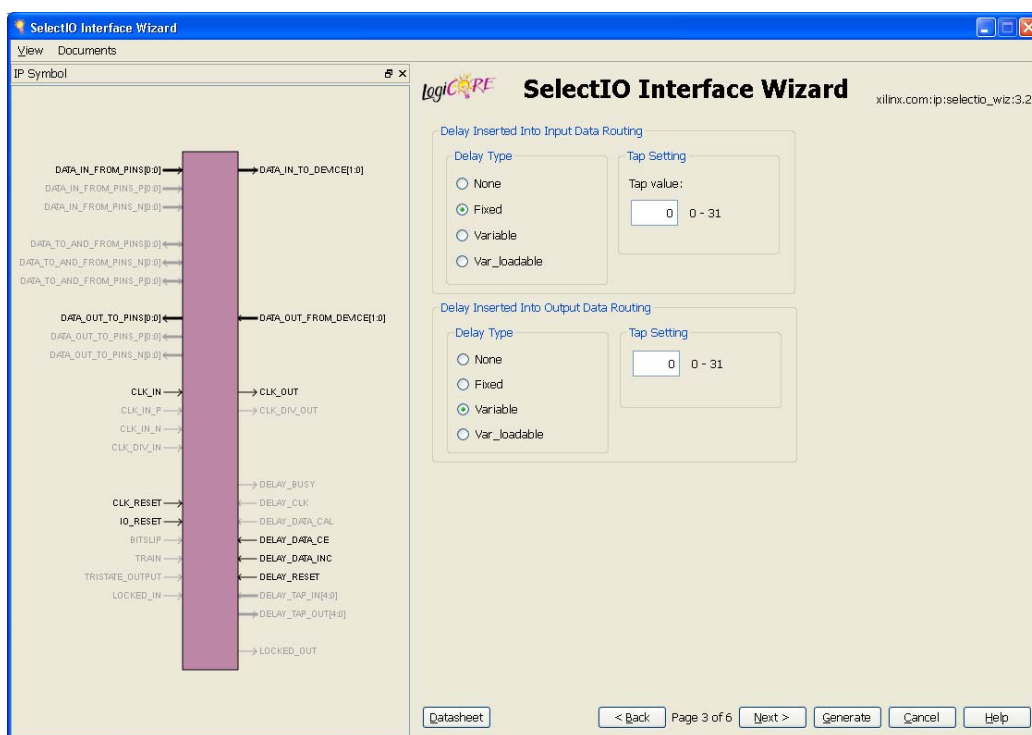 SelectIO Interface Wizard
View Documents
IP Symbol
DATA_IN_FROM_PINS[0:0]
DATA_IN_TO_DEVICE[1:0]
DATA_IN_FROM_PINS_P[0:0]
DATA_IN_FROM_PINS_N[0:0]
DATA_TO_AND_FROM_PINS[0:0]
DATA_TO_AND_FROM_PINS_N[0:0]
DATA_TO_AND_FROM_PINS_P[0:0]
DATA_OUT_TO_PINS[0:0]
DATA_OUT_FROM_DEVICE[1:0]
DATA_OUT_TO_PINS_P[0:0]
DATA_OUT_TO_PINS_N[0:0]
CLK_IN
CLK_OUT
CLK_IN_P
CLK_DIV_OUT
CLK_IN_N
CLK_DIV_IN
DELAY_BUSY
CLK_RESET
DELAY_CLK
IO_RESET
DELAY_DATA_CAL
BITSLIP
DELAY_DATA_CE
TRAIN
DELAY_DATA_INC
TRISTATE_OUTPUT
DELAY_RESET
LOCKED_IN
DELAY_TAP_IN[4:0]
DELAY_TAP_OUT[4:0]
LOCKED_OUT
LogiCORE
SelectIO Interface Wizard
xilinx.com:ip:selectio_wiz:3.2
Delay Inserted Into Input Data Routing
Delay Type
None
Fixed
Variable
Var_loadable
Tap Setting
Tap value:
0 0 - 31
Delay Inserted Into Output Data Routing
Delay Type
None
Fixed
Variable
Var_loadable
Tap Setting
0 0 - 31
Datasheet
< Back Page 3 of 6 Next > Generate Cancel Help